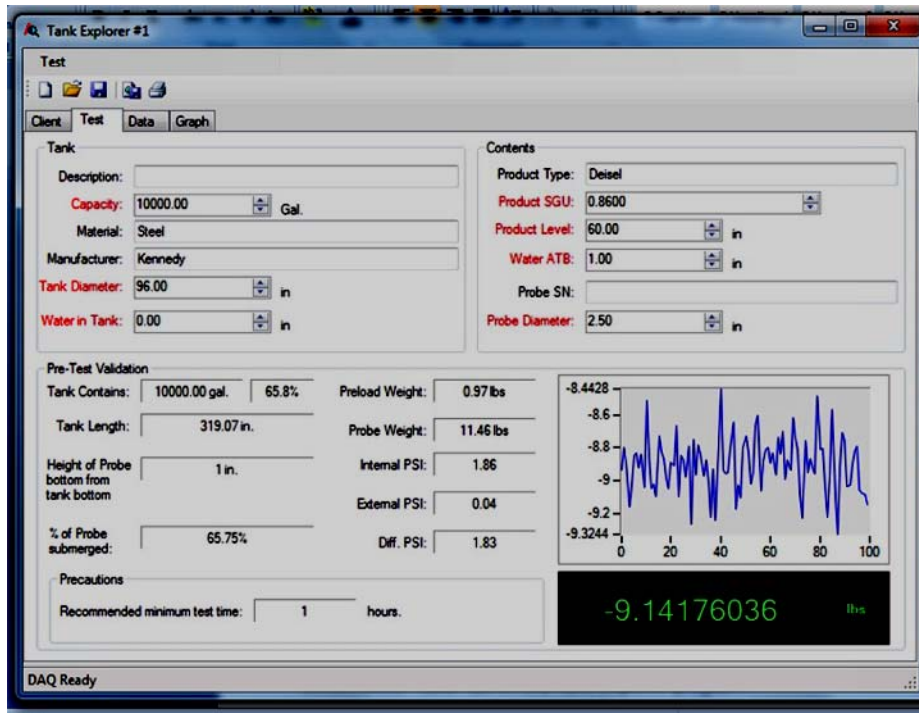 Tank Explorer #1
Test
Client Test Data Graph
Tank
Description:
Capacity: 10000.00 Gal.
Material: Steel
Manufacturer: Kennedy
Tank Diameter: 96.00 in
Water in Tank: 0.00 in
Contents
Product Type: Deisel
Product SGU: 0.8600
Product Level: 60.00 in
Water ATB: 1.00 in
Probe SN:
Probe Diameter: 2.50 in
Pre-Test Validation
Tank Contains: 10000.00 gal. 65.8%
Tank Length: 319.07 in.
Height of Probe
bottom from
tank bottom
1 in.
% of Probe
submerged:
65.75%
Preload Weight: 0.97 lbs
Probe Weight: 11.46 lbs
Internal PSI: 1.86
External PSI: 0.04
Diff. PSI: 1.83
-8.4428
-8.6
-8.8
-9
-9.2
-9.3244
0 20 40 60 80 100
Precautions
Recommended minimum test time: 1 hours.
-9.14176036 lbs
DAQ Ready